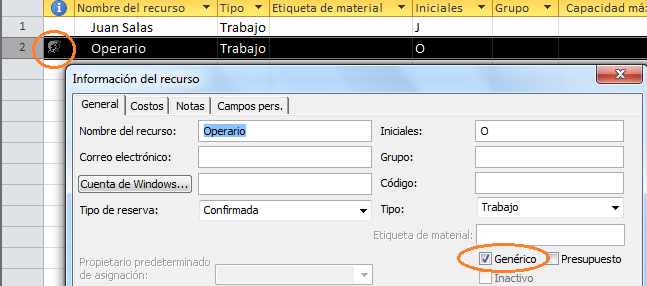 Nombre del recurso Tipo Etiqueta de material Iniciales Grupo Capacidad máx
1 Juan Salas Trabajo J
2 Operario Trabajo O
Información del recurso
General Costos Notas Campos pers.
Nombre del recurso: Operario Iniciales: O
Correo electrónico: Grupo:
Cuenta de Windows... Código:
Tipo de reserva: Confirmada Tipo: Trabajo
Etiqueta de material:
Propietario predeterminado
de asignación:
Genérico Presupuesto
Inactivo